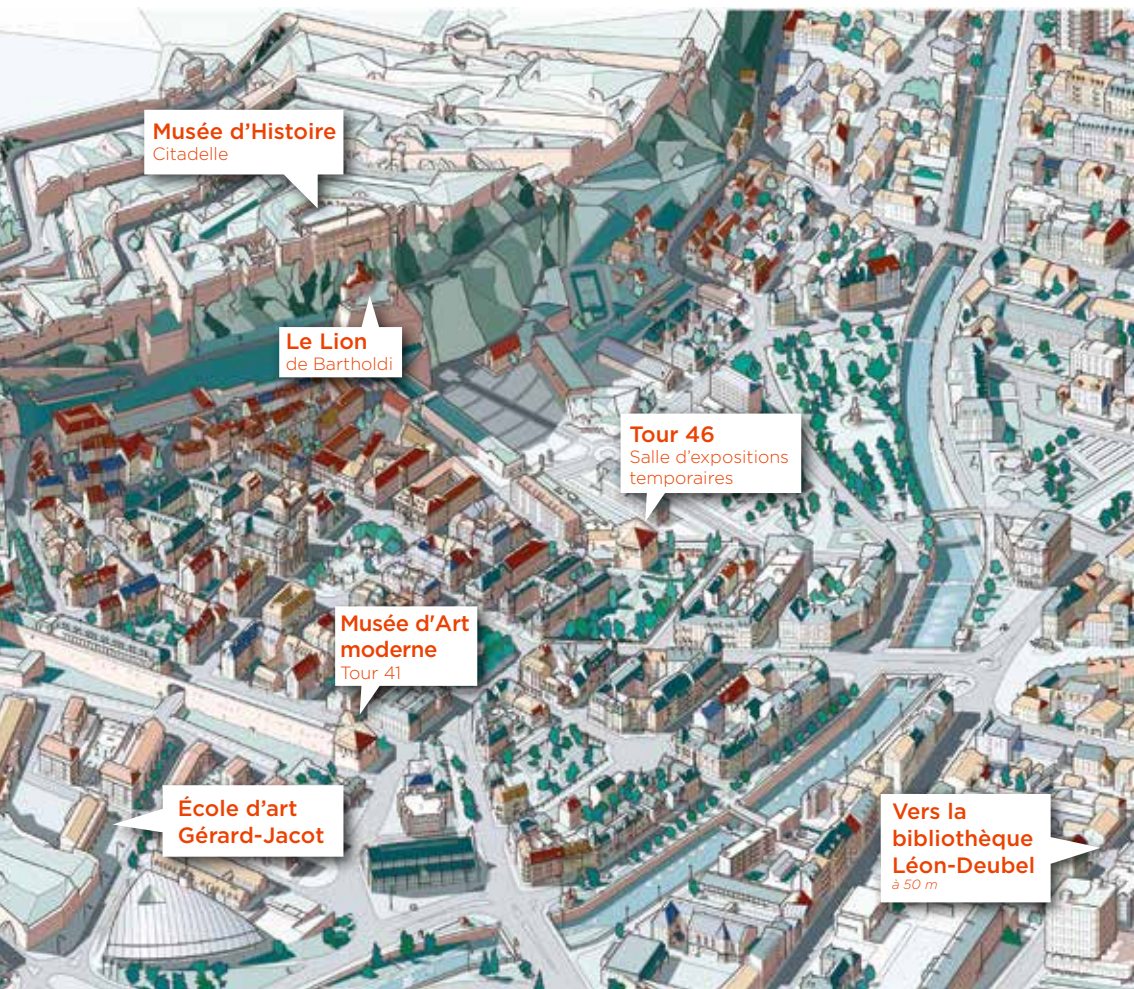 Musée d’Histoire
Citadelle
Le Lion
de Bartholdi
Tour 46
Salle d’expositions
temporaires
Musée d'Art
moderne
Tour 41
École d’art
Gérard-Jacot
Vers la
bibliothèque
Léon-Deubel
à 50 m